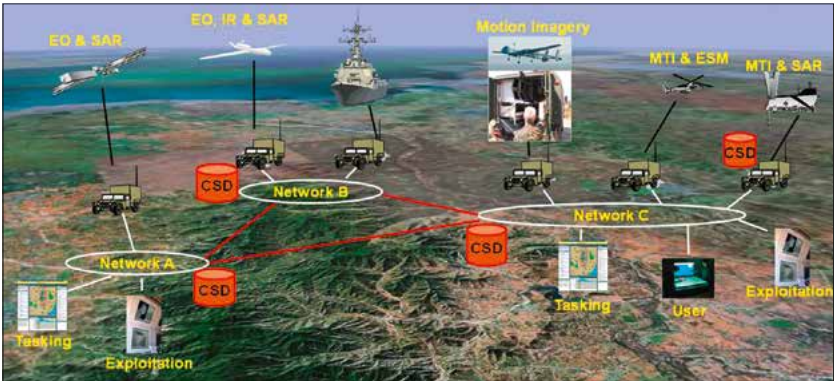 EO & SAR
EO, IR & SAR
Motion Imagery
MTI & ESM
MTI & SAR
CSD
CSD
Network B
Network C
CSD
Network A
CSD
Tasking
Exploitation
Tasking
User
Exploitation